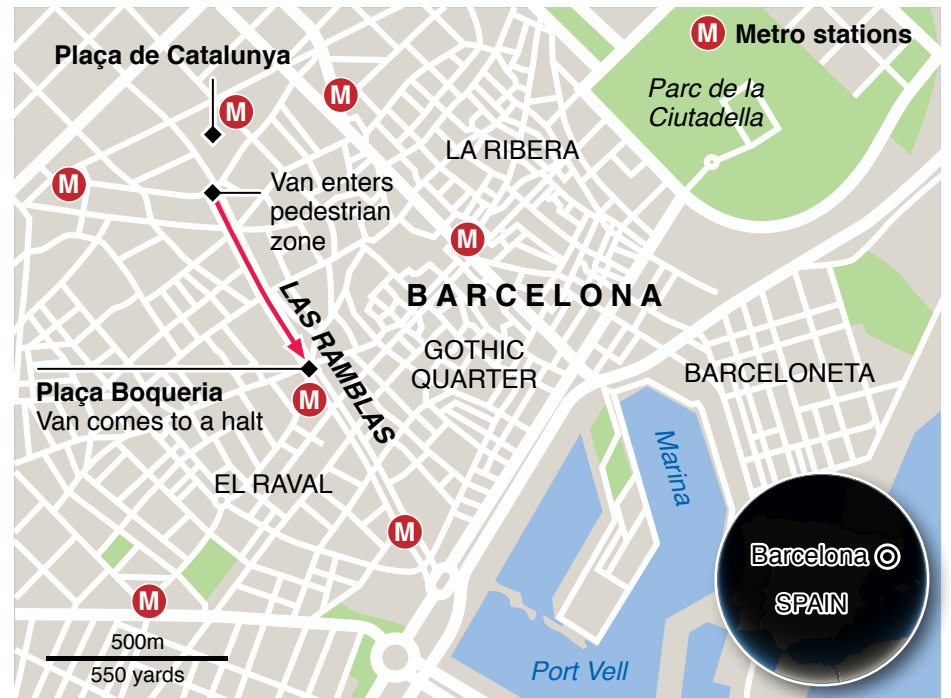 M Metro stations
Plaça de Catalunya
Parc de la
Ciutadella
M
M
LA RIBERA
M
Van enters
pedestrian
zone
M
BARCELONA
LAS RAMBLAS
GOTHIC
QUARTER
BARCELONETA
Plaça Boqueria
Van comes to a halt
M
Marina
EL RAVAL
M
Barcelona
SPAIN
M
500m
550 yards
Port Vell